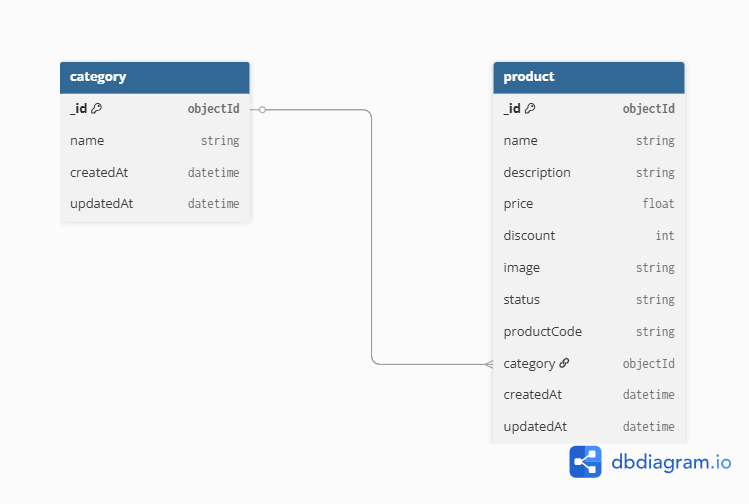 category
_id objectId
name string
createdAt datetime
updatedAt datetime
product
_id objectId
name string
description string
price float
discount int
image string
status string
productCode string
category objectId
createdAt datetime
updatedAt datetime
dbdiagram.io